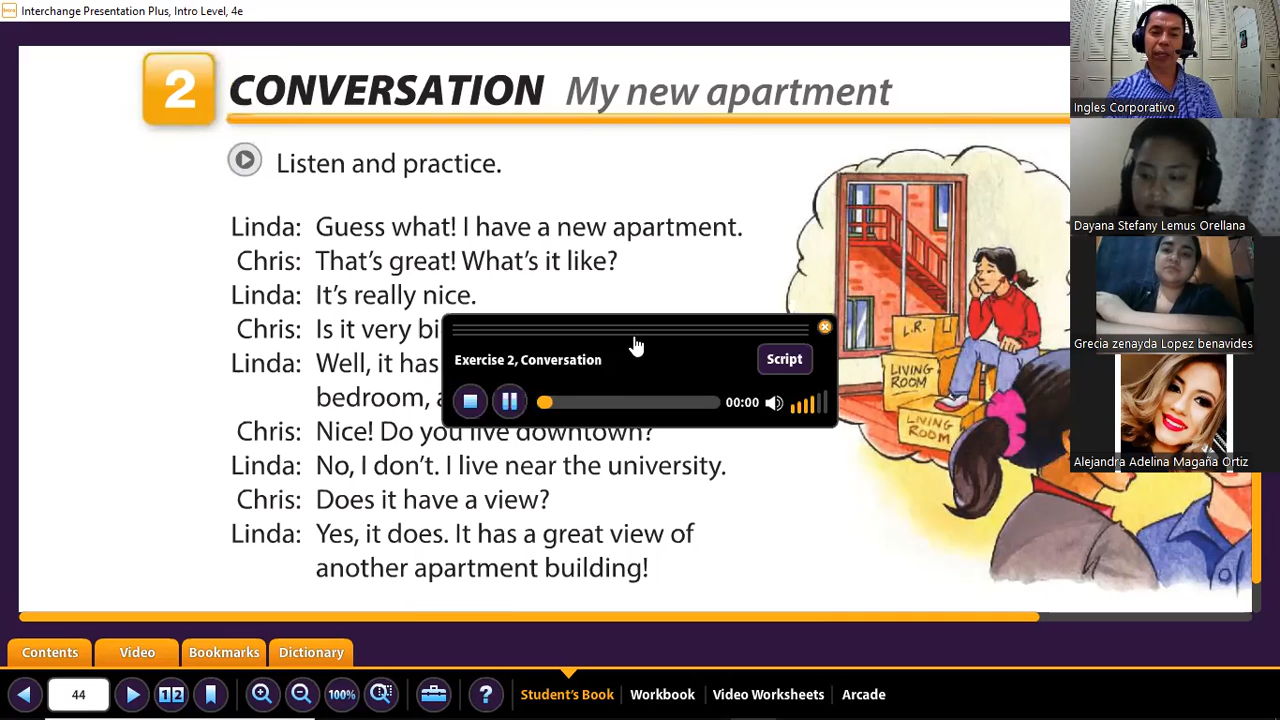 Interchange Presentation Plus, Intro Level, 4e
2 CONVERSATION My new apartment
Listen and practice.
Linda: Guess what! I have a new apartment.
Chris: That's great! What's it like?
Linda: It's really nice.
Chris: Is it very
Linda: Well, it has
bedroom,
Chris: Nice! Do you live downtown?
Linda: No, I don't. I live near the university.
Chris: Does it have a view?
Linda: Yes, it does. It has a great view of
another apartment building!
Exercise 2, Conversation
Script
00:00
L.R.
LIVING
ROOM
LIVING
ROOM
Ingles Corporativo
Dayana Stefany Lemus Orellana
Grecia zenayda Lopez benavides
Alejandra Adelina Magaña Ortiz
Contents Video Bookmarks Dictionary
44 1 2 100% ? Student's Book Workbook Video Worksheets Arcade